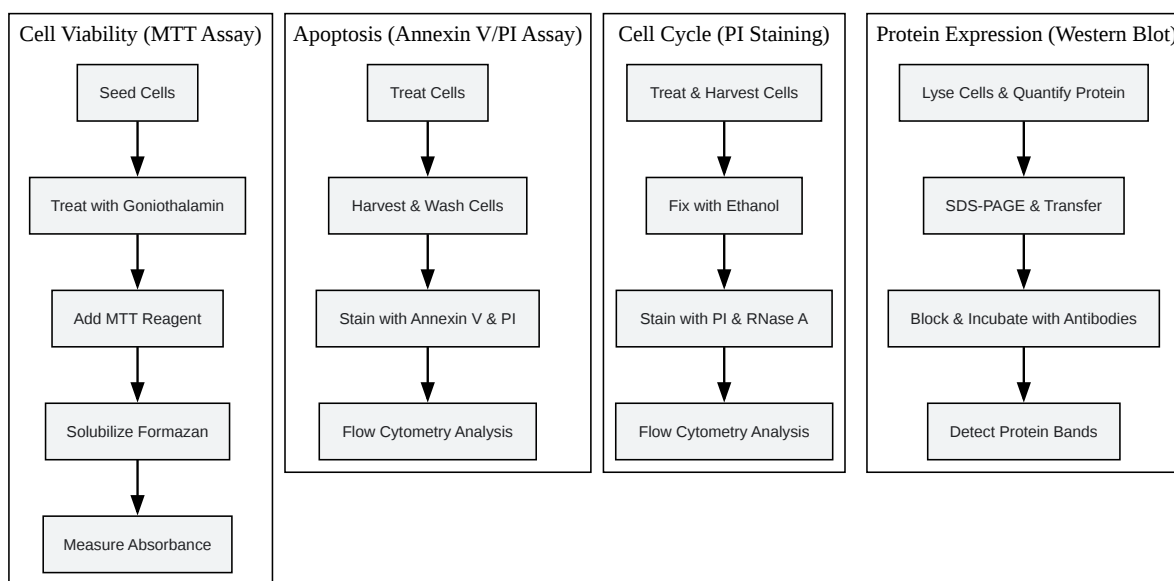 Cell Viability (MTT Assay)
Seed Cells
Treat with Goniothalamin
Add MTT Reagent
Solubilize Formazan
Measure Absorbance
Apoptosis (Annexin V/PI Assay)
Treat Cells
Harvest & Wash Cells
Stain with Annexin V & PI
Flow Cytometry Analysis
Cell Cycle (PI Staining)
Treat & Harvest Cells
Fix with Ethanol
Stain with PI & RNase A
Flow Cytometry Analysis
Protein Expression (Western Blot)
Lyse Cells & Quantify Protein
SDS-PAGE & Transfer
Block & Incubate with Antibodies
Detect Protein Bands